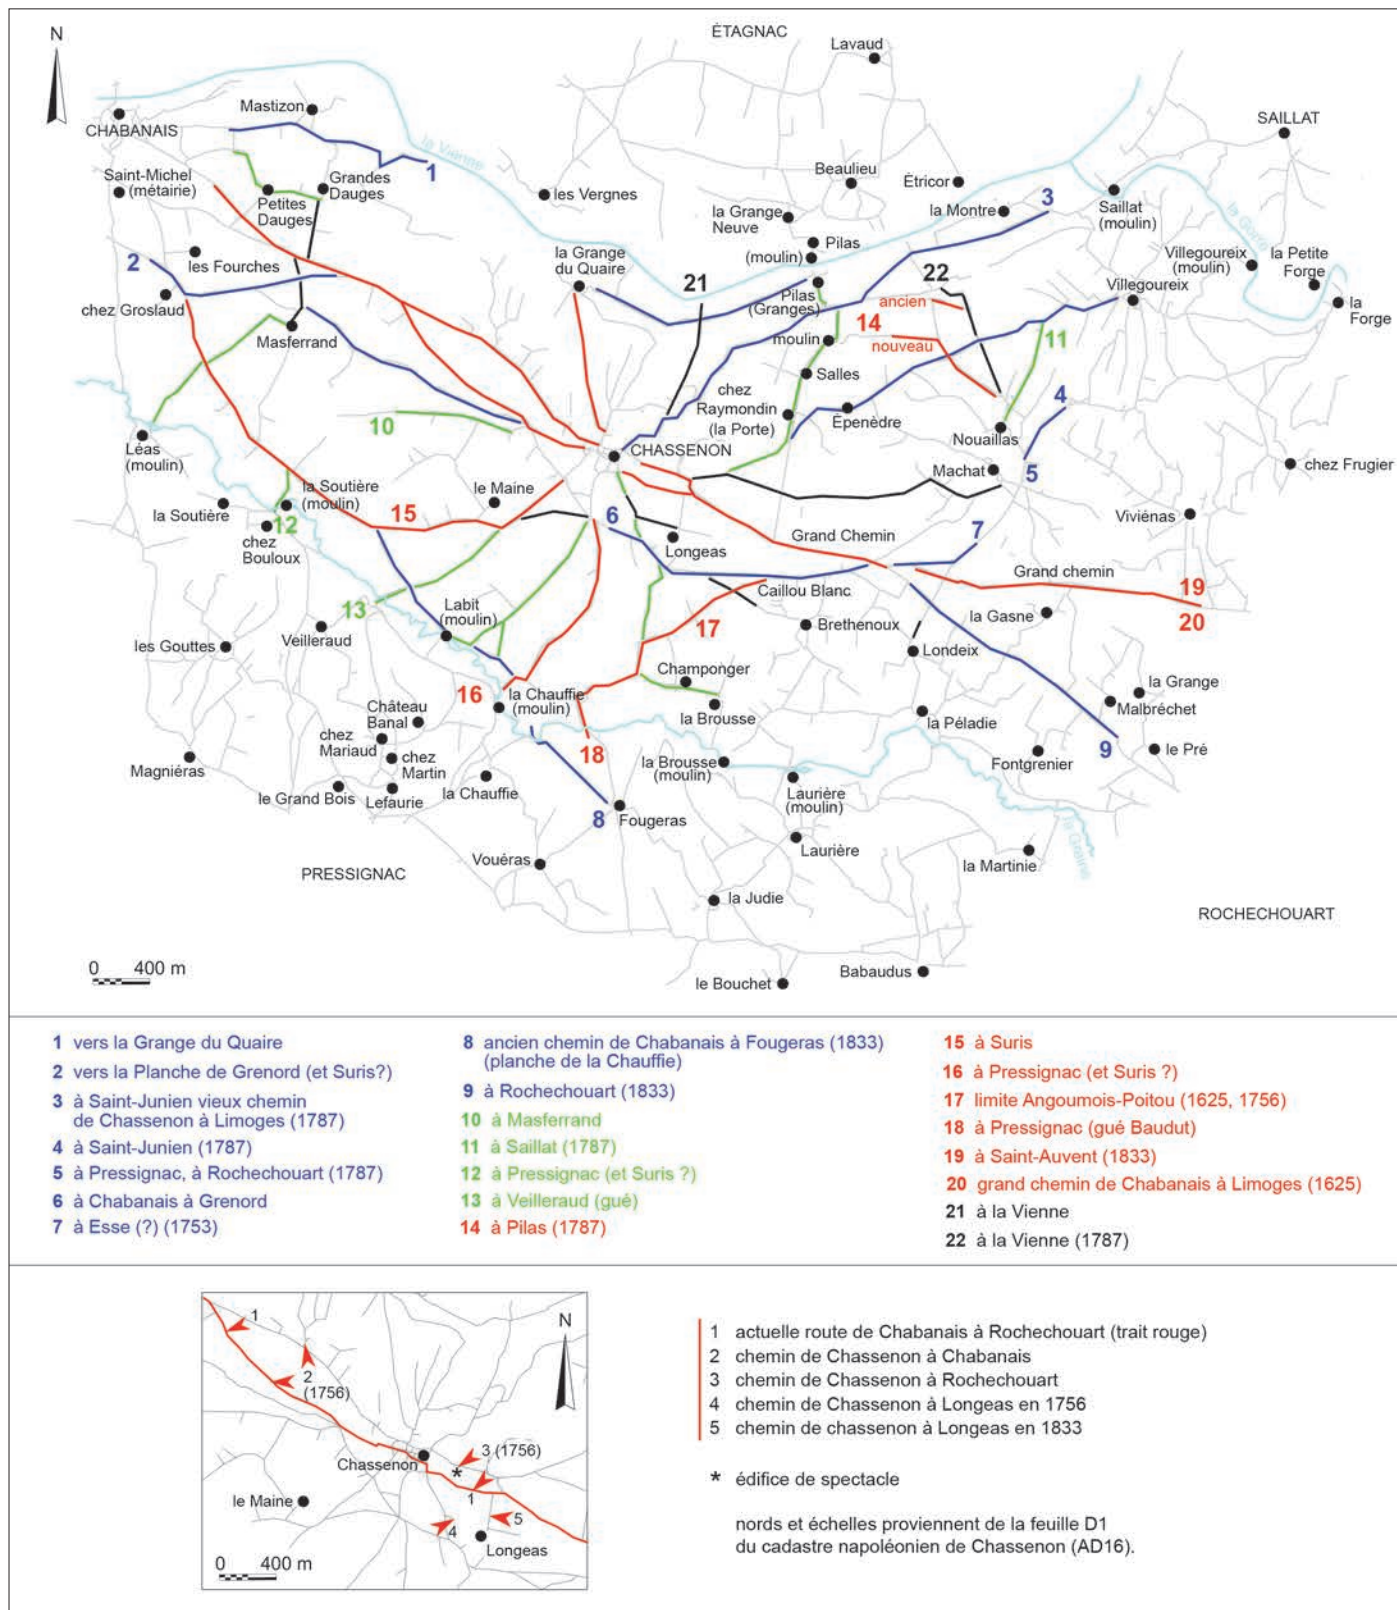 N
ÉTAGNAC
Lavaud
Mastizon
CHABANAIS
SAILLAT
la Vienne
1
Saint-Michel
(métairie)
Grandes
Dauges
Petites
Dauges
les Vergnes
Beaulieu
Étricor
la Montre
3
Saillat
(moulin)
la Gorre
la Grange
Neuve
Pilas
(moulin)
2
les Fourches
la Grange
du Quaire
21
22
Villegoureix
(moulin)
la Petite
Forge
Villegoureix
la
Forge
chez Groslaud
Pilas
(Granges)
ancien
14
nouveau
Masferrand
moulin
11
Salles
chez
Raymondin
(la Porte)
4
10
Épenèdre
Nouaillas
Léas
(moulin)
CHASSENON
Machat
5
chez Frugier
la Soutière
(moulin)
le Maine
la Soutière
15
12
6
Viviénas
chez
Bouloux
Longeas
Grand Chemin
7
Grand chemin
19
20
13
Labit
(moulin)
Caillou Blanc
la Gasne
Veilleraud
17
Brethenoux
les Gouttes
Londeix
Champonger
16
la Chauffie
(moulin)
la Grange
Malbréchet
Château
Banal
la Brousse
la Péladie
chez
Mariaud
18
9
le Pré
chez
Martin
Magniéras
la Brousse
(moulin)
Fontgrenier
le Grand Bois
Lefaurie
la Chauffie
Laurière
(moulin)
8
Fougeras
la Graine
Vouéras
Laurière
la Martinie
PRESSIGNAC
la Judie
ROCHECHOUART
0 400 m
Babaudus
le Bouchet
1 vers la Grange du Quaire
2 vers la Planche de Grenord (et Suris?)
3 à Saint-Junien vieux chemin
de Chassenon à Limoges (1787)
4 à Saint-Junien (1787)
5 à Pressignac, à Rochechouart (1787)
6 à Chabanais à Grenord
7 à Esse (?) (1753)
8 ancien chemin de Chabanais à Fougeras (1833)
(planche de la Chauffie)
9 à Rochechouart (1833)
10 à Masferrand
11 à Saillat (1787)
12 à Pressignac (et Suris ?)
13 à Veilleraud (gué)
14 à Pilas (1787)
15 à Suris
16 à Pressignac (et Suris ?)
17 limite Angoumois-Poitou (1625, 1756)
18 à Pressignac (gué Baudut)
19 à Saint-Auvent (1833)
20 grand chemin de Chabanais à Limoges (1625)
21 à la Vienne
22 à la Vienne (1787)
1
N
2
(1756)
3 (1756)
Chassenon
*
1
le Maine
4
5
Longeas
0 400 m
1 actuelle route de Chabanais à Rochechouart (trait rouge)
2 chemin de Chassenon à Chabanais
3 chemin de Chassenon à Rochechouart
4 chemin de Chassenon à Longeas en 1756
5 chemin de chassenon à Longeas en 1833
* édifice de spectacle
nords et échelles proviennent de la feuille D1
du cadastre napoléonien de Chassenon (AD16).